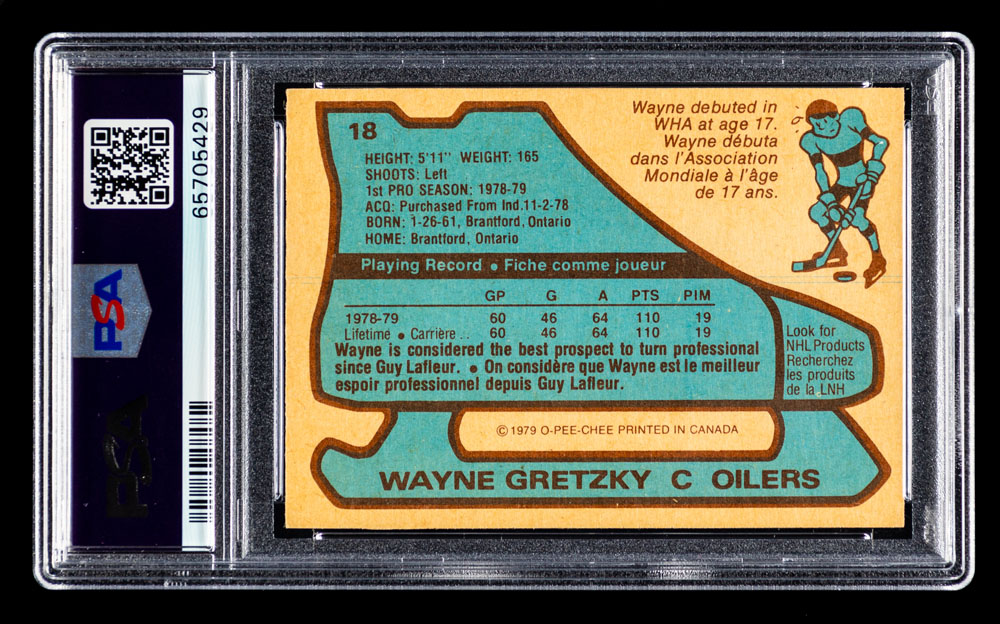 PSA
65705429
PSA
18
HEIGHT: 5'11" WEIGHT: 165
SHOOTS: Left
1st PRO SEASON: 1978-79
ACQ: Purchased From Ind.11-2-78
BORN: 1-26-61, Brantford, Ontario
HOME: Brantford, Ontario
Wayne debuted in
WHA at age 17.
Wayne débuta
dans l'Association
Mondiale à l'âge
de 17 ans.
Playing Record • Fiche comme joueur
GP G A PTS PIM
1978-79 60 46 64 110 19
Lifetime • Carrière ... 60 46 64 110 19
Wayne is considered the best prospect to turn professional
since Guy Lafleur. • On considère que Wayne est le meilleur
espoir professionnel depuis Guy Lafleur.
Look for
NHL Products
Recherchez
les produits
de la LNH
© 1979 O-PEE-CHEE PRINTED IN CANADA
WAYNE GRETZKY C OILERS
PSA